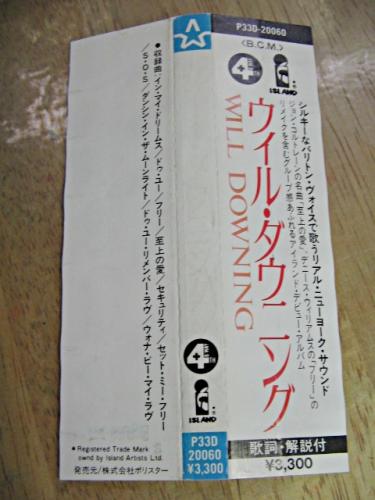 P33D-20060
<B.C.M.>
4TH
ISLAND
シルキーなバリトン・ヴォイスで歌うリアル・ニューヨーク・サウンド
ジョン・コルトレーンの名曲「至上の愛」、デニース・ウィリアムスの「フリー」の
リメイクを含むグルーブ感あふれるアイランド・デビュー・アルバム
ウィル・ダウニング
WILL DOWNING
歌詞・解説付
¥3,300
4TH
ISLAND
P33D
20060
¥3,300
●収録曲:イン・マイ・ドリームス/ドゥ・ユー/フリー/至上の愛/セキュリティ/セット・ミー・フリー
/S・O・S/ダンシン・イン・ザ・ムーンライト/ドゥ・ユー・リメンバー・ラヴ/ウォナ・ビー・マイ・ラヴ
● Registered Trade Mark
ownd by Island Artists Ltd.
発売元/株式会社ポリスター